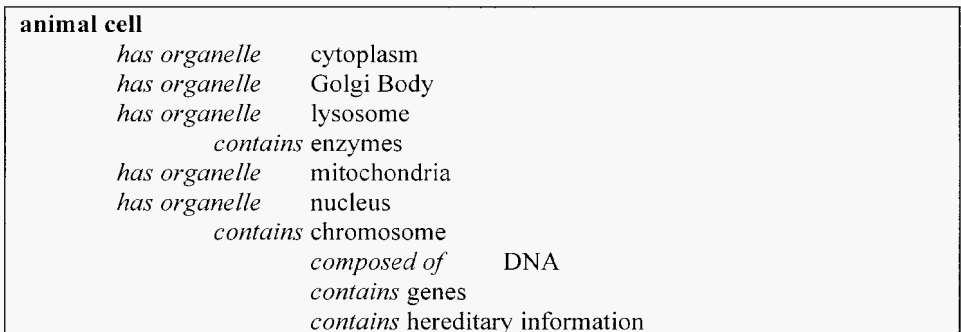 animal cell
has organelle cytoplasm
has organelle Golgi Body
has organelle lysosome
contains enzymes
has organelle mitochondria
has organelle nucleus
contains chromosome
composed of DNA
contains genes
contains hereditary information